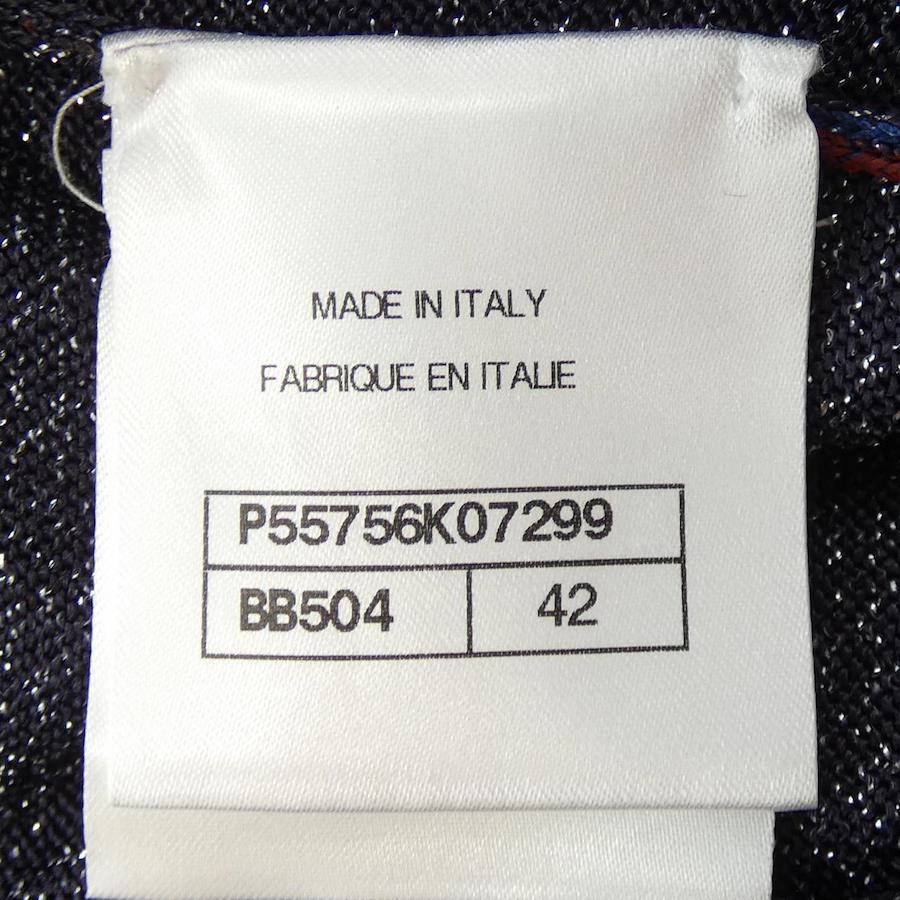 MADE IN ITALY
FABRIQUE EN ITALIE
P55756K07299
BB504 42